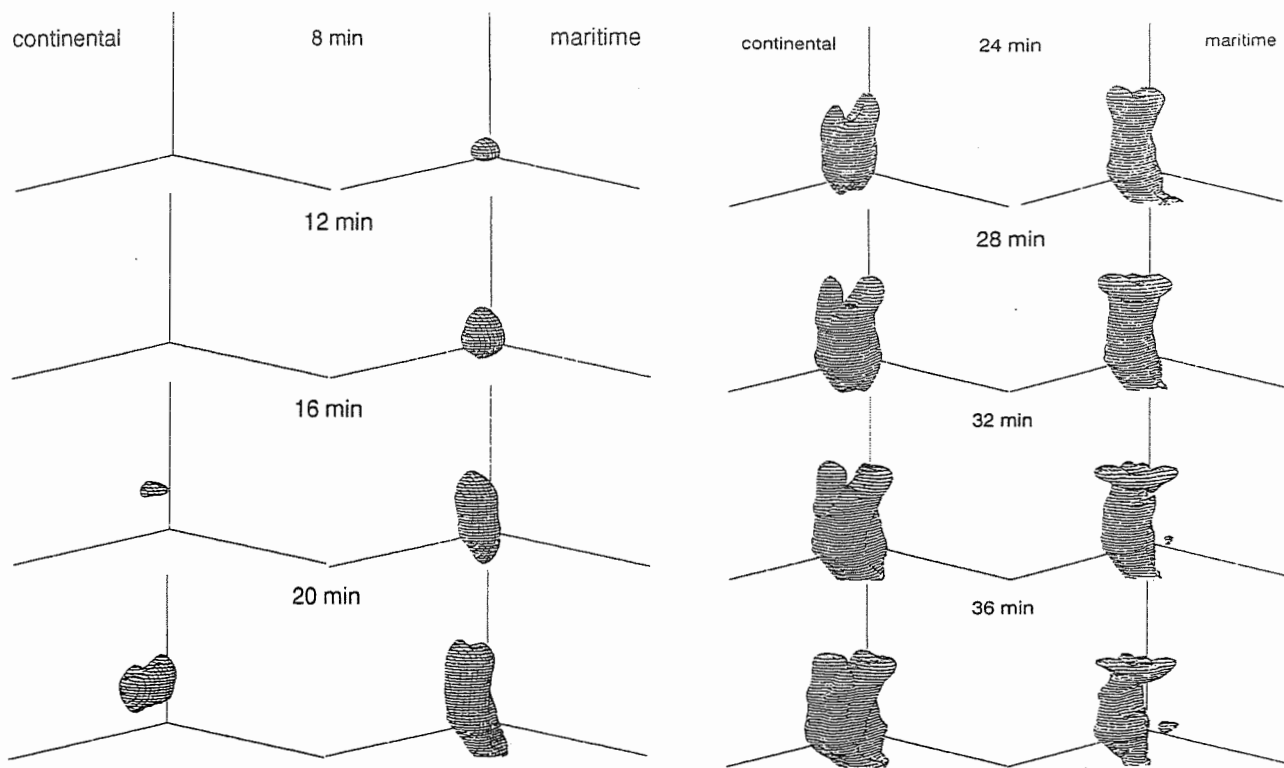 continental 8 min maritime
12 min
16 min
20 min
continental 24 min maritime
28 min
32 min
36 min